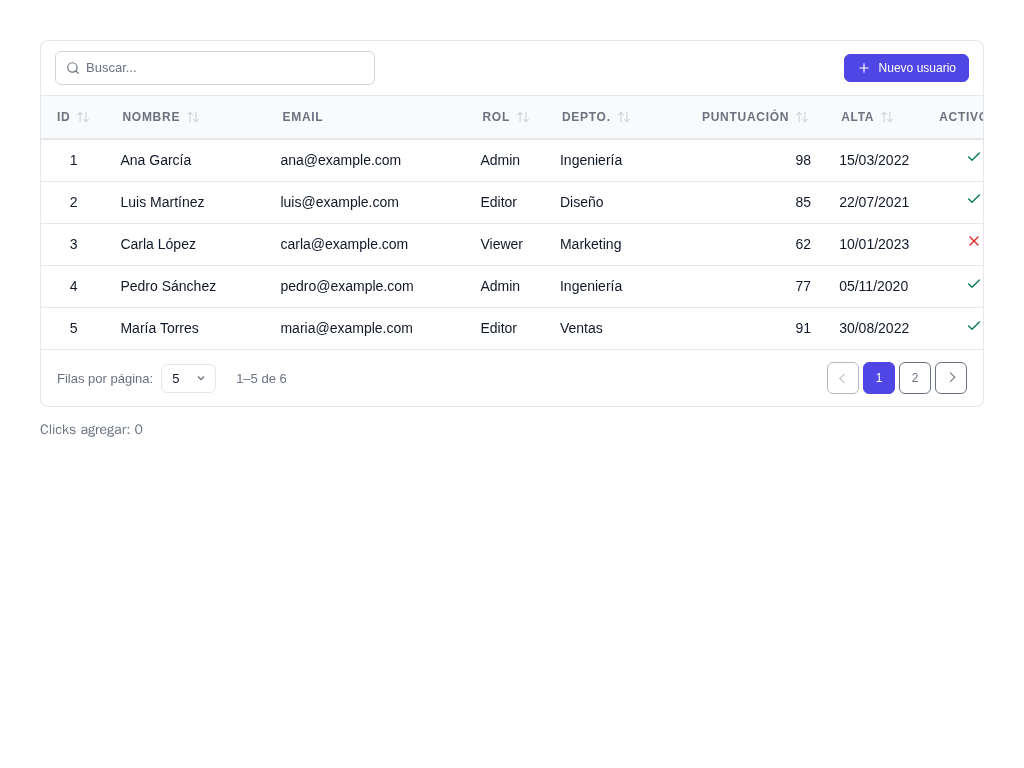 Buscar... Nuevo usuario
ID NOMBRE EMAIL ROL DEPTO. PUNTUACIÓN ALTA ACTIVO
1 Ana García ana@example.com Admin Ingeniería 98 15/03/2022
2 Luis Martínez luis@example.com Editor Diseño 85 22/07/2021
3 Carla López carla@example.com Viewer Marketing 62 10/01/2023
4 Pedro Sánchez pedro@example.com Admin Ingeniería 77 05/11/2020
5 María Torres maria@example.com Editor Ventas 91 30/08/2022
Filas por página: 5 1–5 de 6 1 2
Clicks agregar: 0